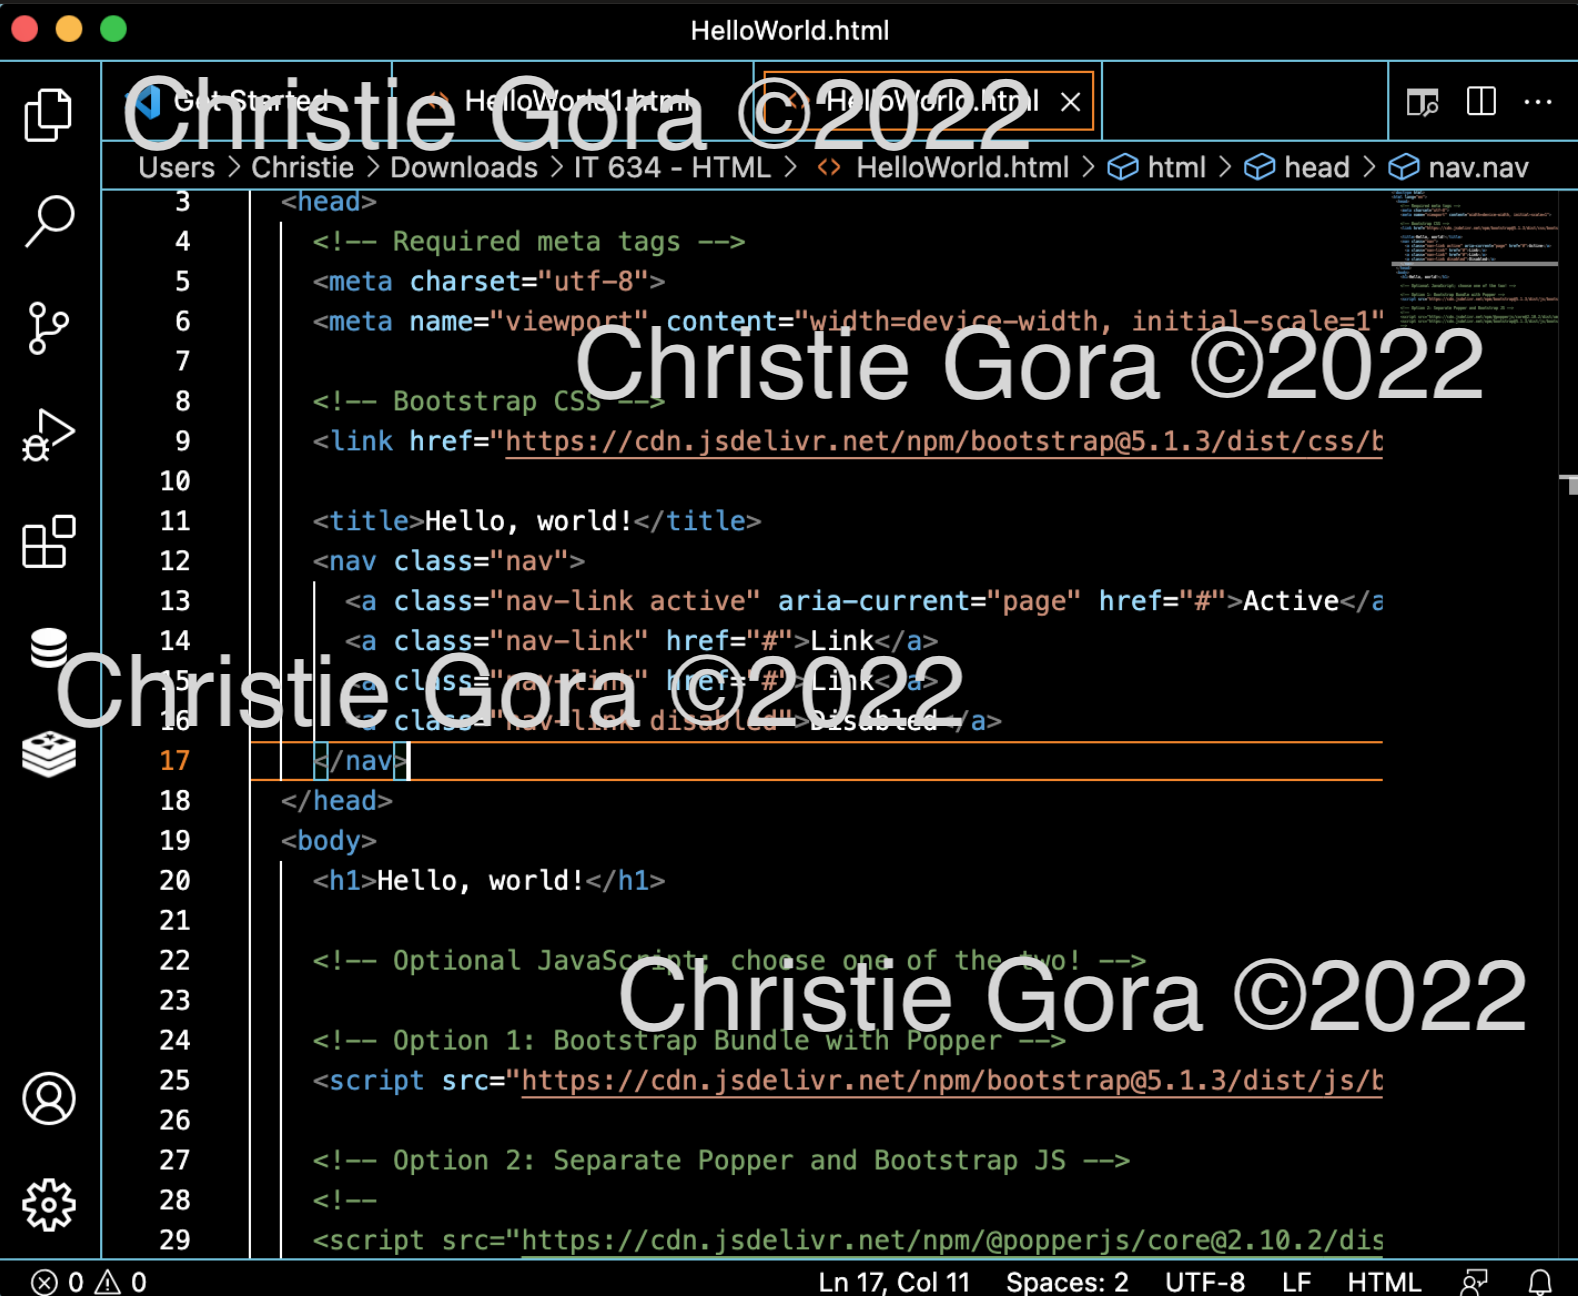 HelloWorld.html
Get Started HelloWorld1.html HelloWorld.html
Christie Gora ©2022
Users > Christie > Downloads > IT 634 - HTML > <> HelloWorld.html > html > head > nav.nav
3 <head>
4 <!-- Required meta tags -->
5 <meta charset="utf-8">
6 <meta name="viewport" content="width=device-width, initial-scale=1"
Christie Gora ©2022
7
8 <!-- Bootstrap CSS -->
9 <link href="https://cdn.jsdelivr.net/npm/bootstrap@5.1.3/dist/css/b
10
11 <title>Hello, world!</title>
12 <nav class="nav">
13 <a class="nav-link active" aria-current="page" href="#">Active</a
14 <a class="nav-link" href="#">Link</a>
15 <a class="nav-link" href="#">Link</a>
Christie Gora ©2022
16 <a class="nav-link disabled">Disabled</a>
17 </nav>
18 </head>
19 <body>
20 <h1>Hello, world!</h1>
21
22 <!-- Optional JavaScript; choose one of the two! -->
23
Christie Gora ©2022
24 <!-- Option 1: Bootstrap Bundle with Popper -->
25 <script src="https://cdn.jsdelivr.net/npm/bootstrap@5.1.3/dist/js/b
26
27 <!-- Option 2: Separate Popper and Bootstrap JS -->
28 <!--
29 <script src="https://cdn.jsdelivr.net/npm/@popperjs/core@2.10.2/dis
0 0 Ln 17, Col 11 Spaces: 2 UTF-8 LF HTML